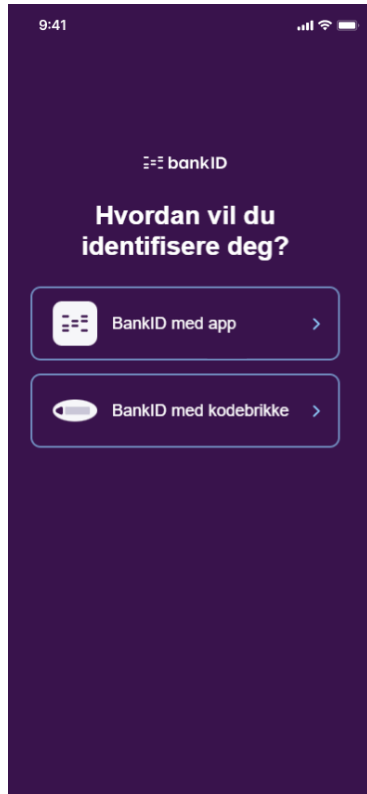 9:41
bankID
Hvordan vil du
identifisere deg?
BankID med app
BankID med kodebrikke